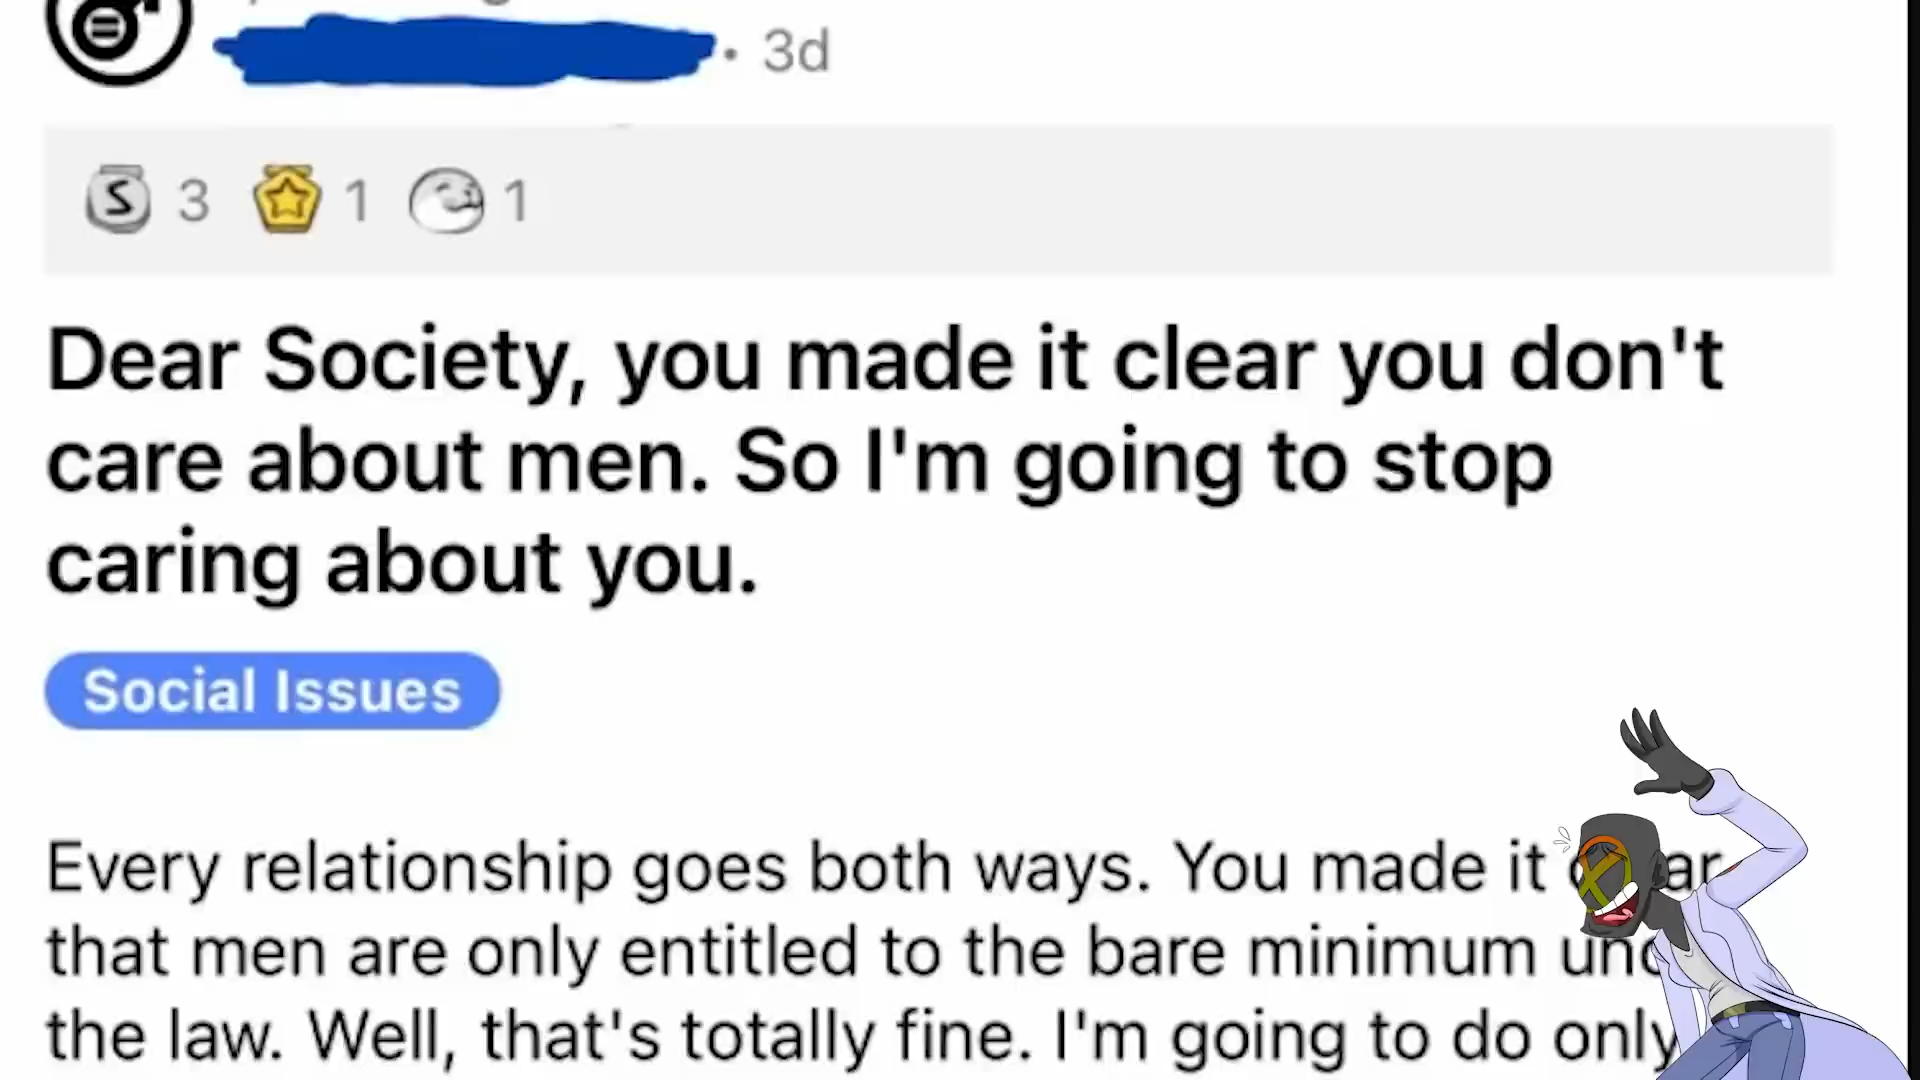 3d
3 1 1
Dear Society, you made it clear you don't
care about men. So I'm going to stop
caring about you.
Social Issues
Every relationship goes both ways. You made it
that men are only entitled to the bare minimum
the law. Well, that's totally fine. I'm going to do only